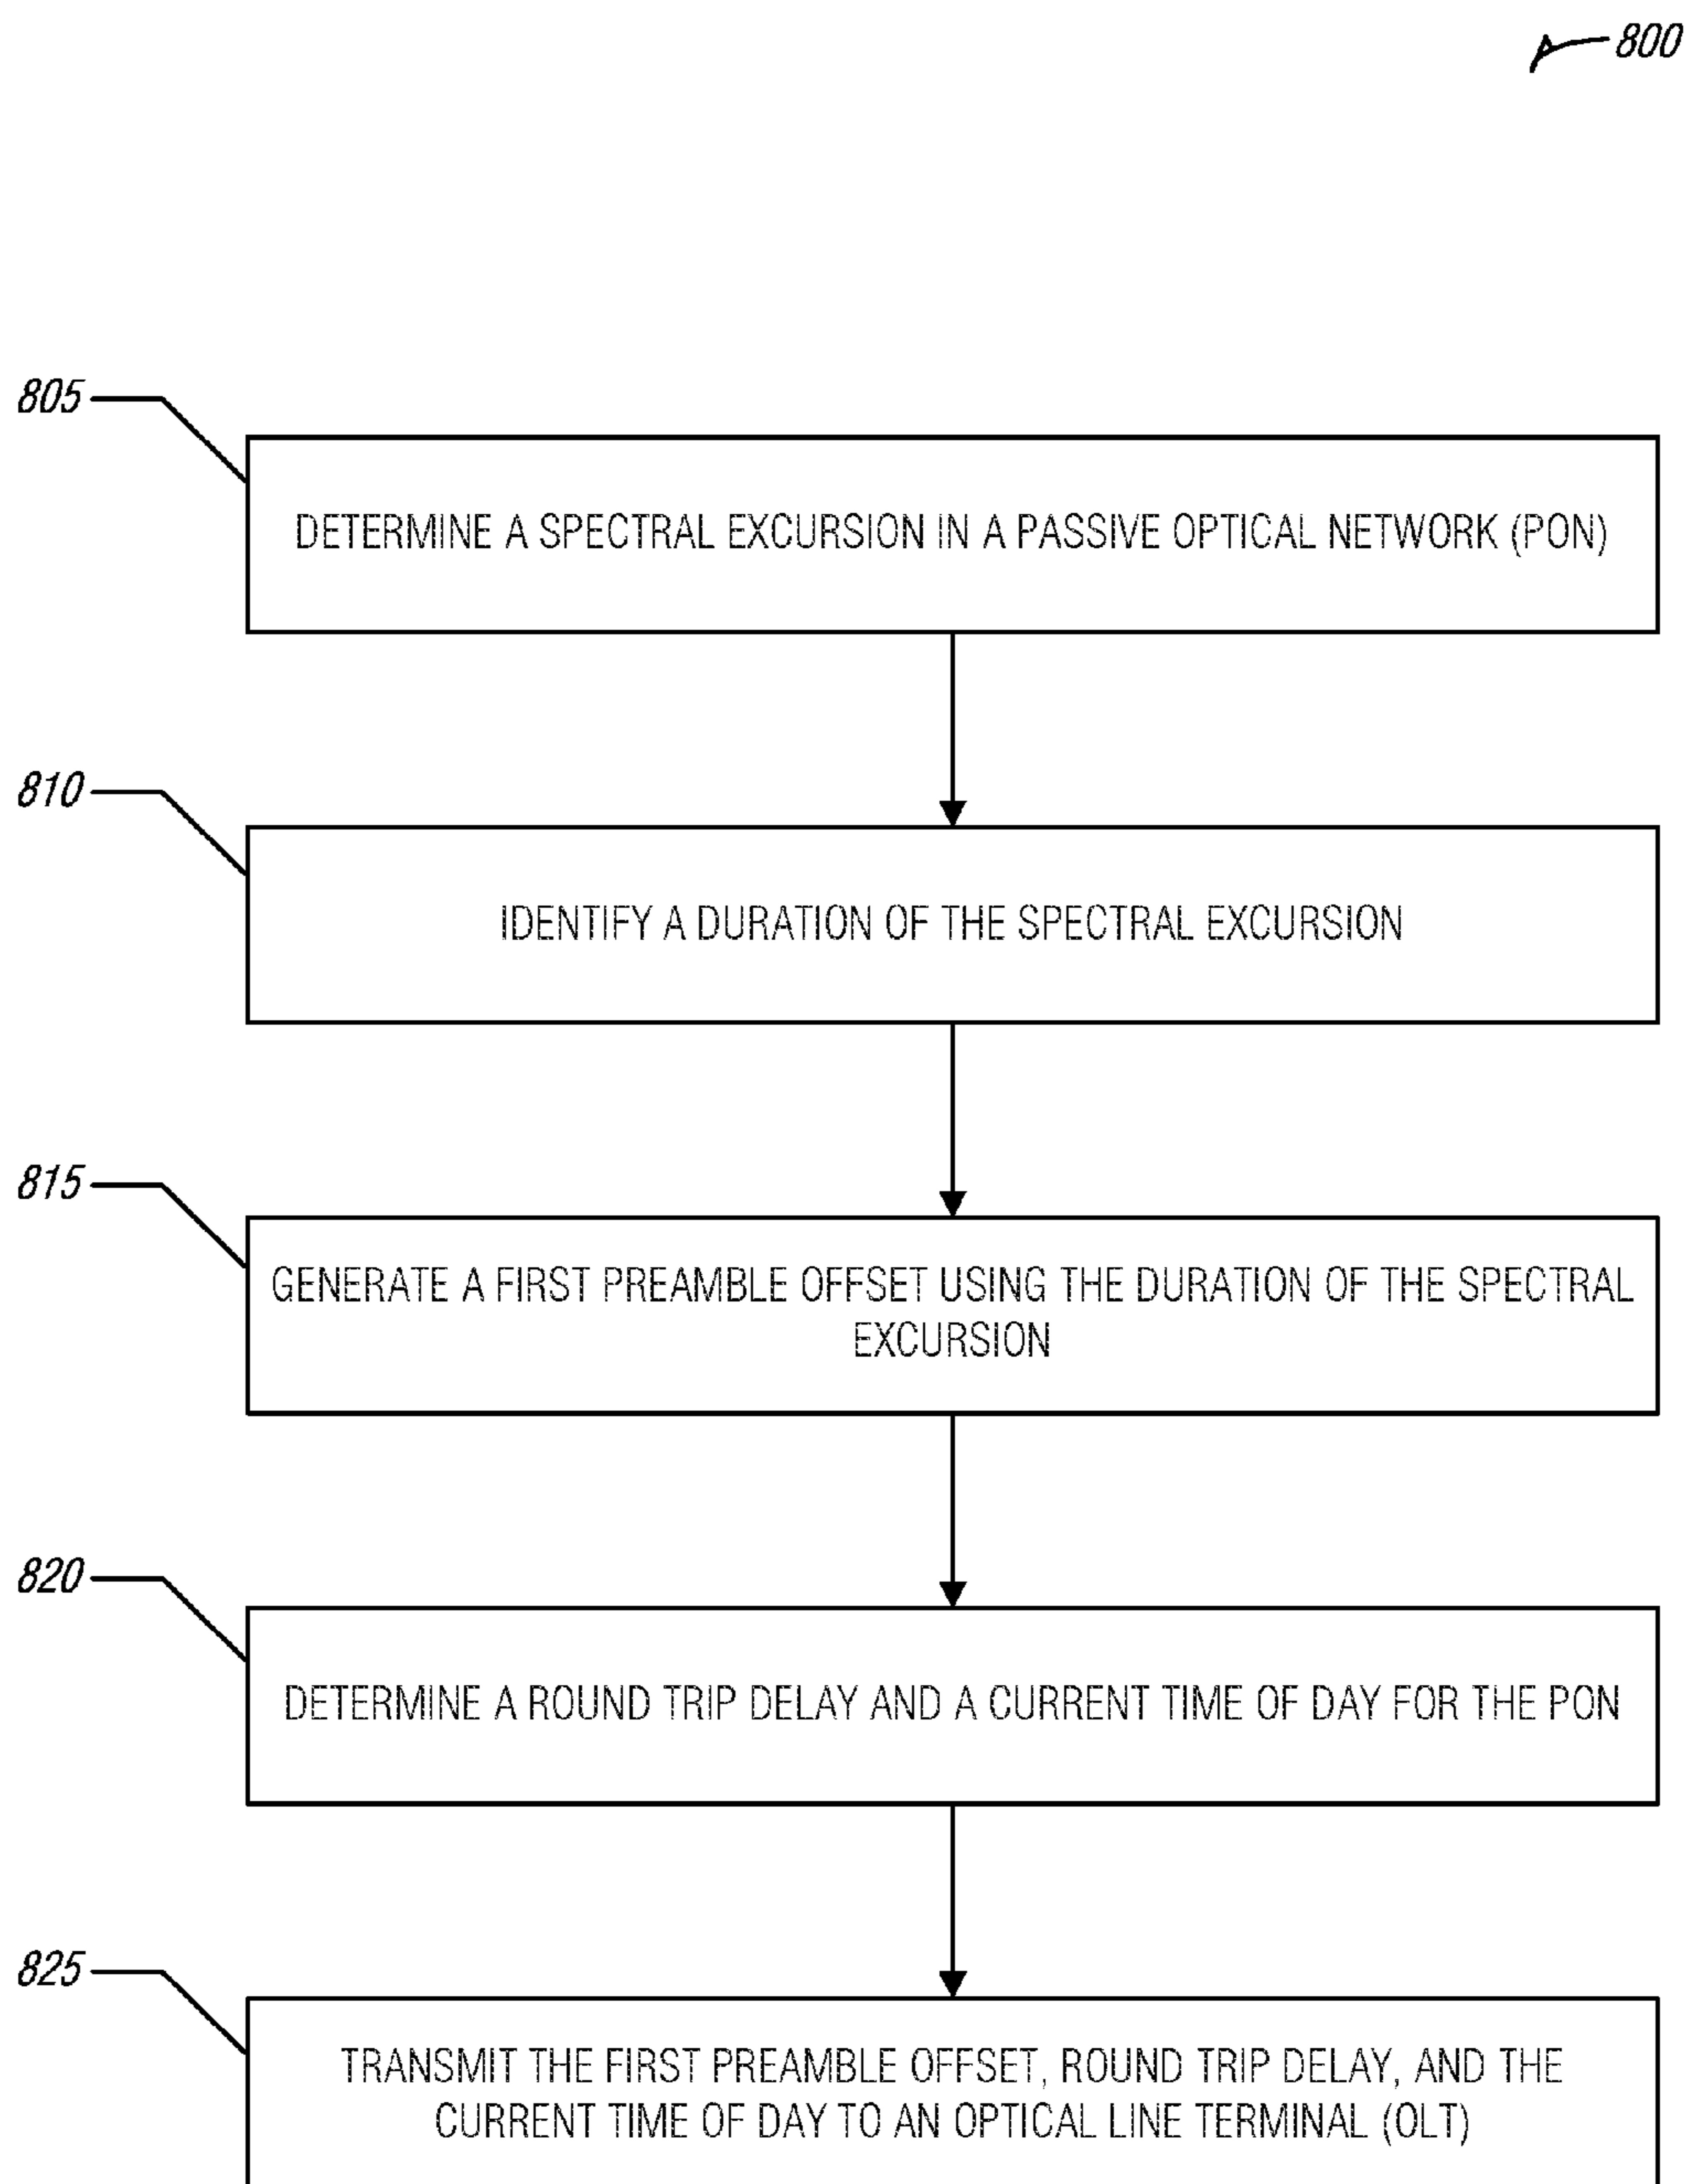 800
805
DETERMINE A SPECTRAL EXCURSION IN A PASSIVE OPTICAL NETWORK (PON)
810
IDENTIFY A DURATION OF THE SPECTRAL EXCURSION
815
GENERATE A FIRST PREAMBLE OFFSET USING THE DURATION OF THE SPECTRAL
EXCURSION
820
DETERMINE A ROUND TRIP DELAY AND A CURRENT TIME OF DAY FOR THE PON
825
TRANSMIT THE FIRST PREAMBLE OFFSET, ROUND TRIP DELAY, AND THE
CURRENT TIME OF DAY TO AN OPTICAL LINE TERMINAL (OLT)